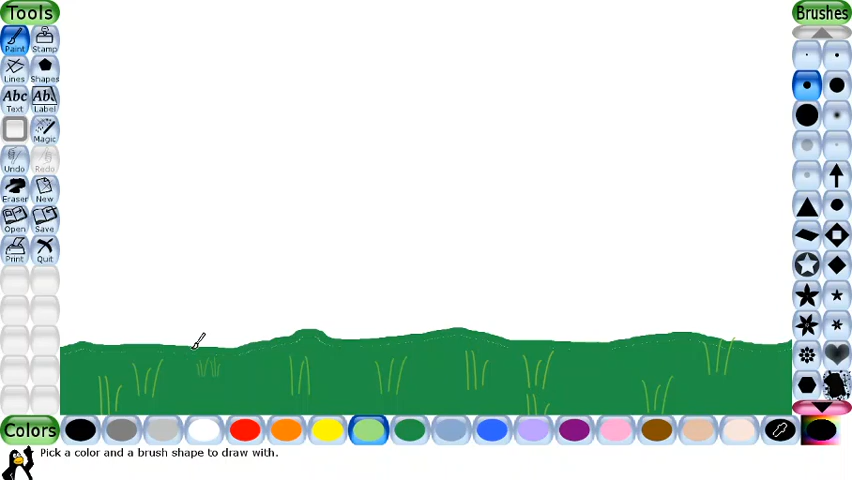 Tools
Brushes
Paint
Stamp
Lines
Shapes
Abc
Abc
Text
Label
Magic
Undo
Redo
Eraser
New
Open
Save
Print
Quit
Colors
Pick a color and a brush shape to draw with.